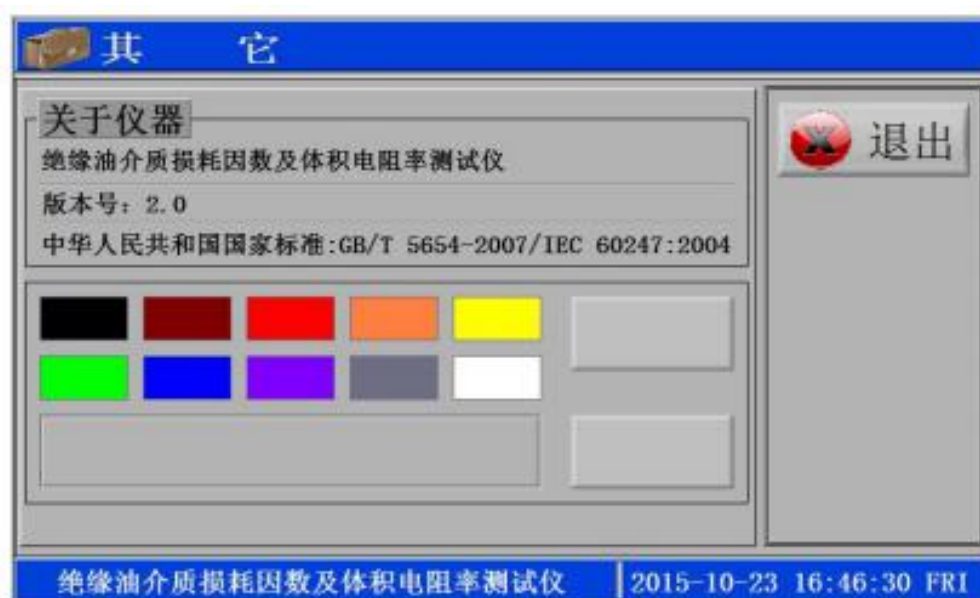 其 它
关于仪器
绝缘油介质损耗因数及体积电阻率测试仪
版本号：2.0
中华人民共和国国家标准:GB/T 5654-2007/IEC 60247:2004
退出
绝缘油介质损耗因数及体积电阻率测试仪
2015-10-23 16:46:30 FRI